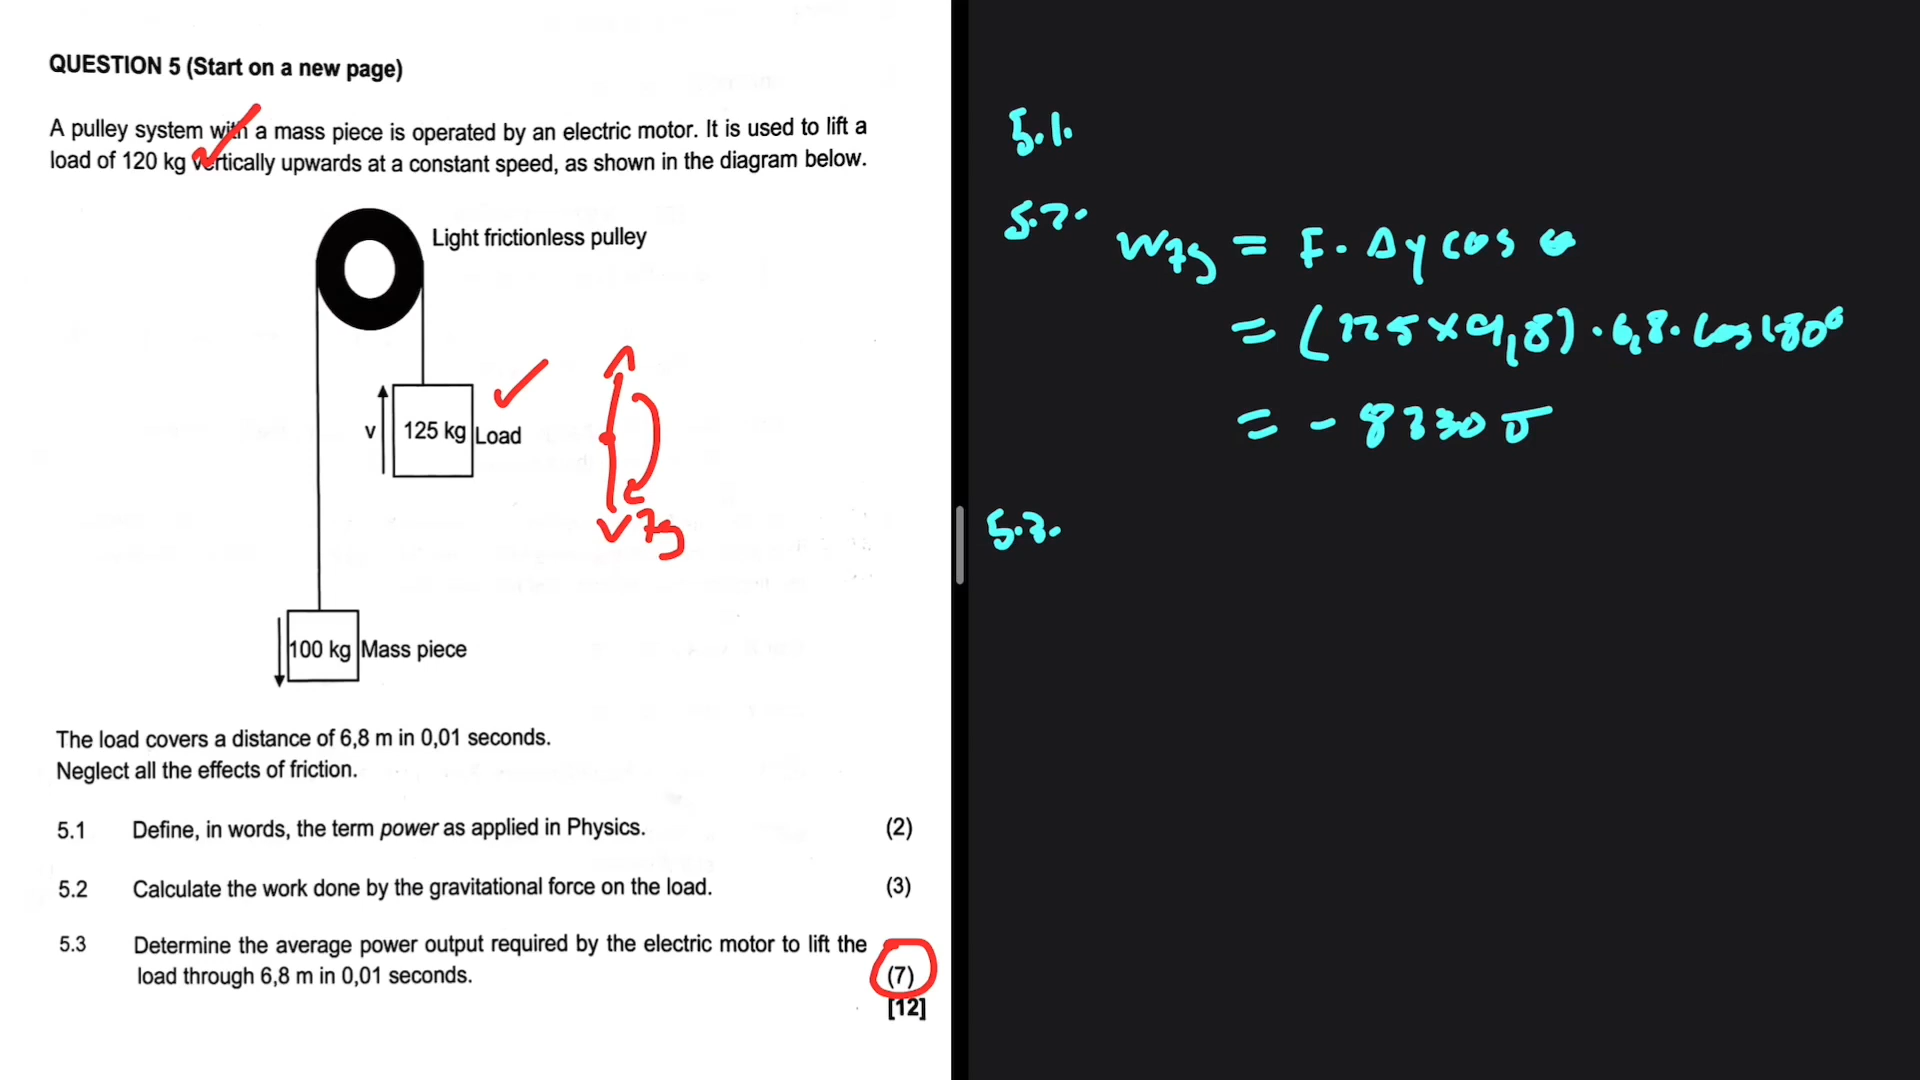 QUESTION 5 (Start on a new page)
A pulley system with a mass piece is operated by an electric motor. It is used to lift a
load of 120 kg vertically upwards at a constant speed, as shown in the diagram below.
Light frictionless pulley
v
125 kg
Load
Fg
100 kg
Mass piece
The load covers a distance of 6,8 m in 0,01 seconds.
Neglect all the effects of friction.
5.1 Define, in words, the term power as applied in Physics. (2)
5.2 Calculate the work done by the gravitational force on the load. (3)
5.3 Determine the average power output required by the electric motor to lift the
load through 6,8 m in 0,01 seconds. (7)
[12]
5.1.
5.2.
WFg = F · Δy cos θ
= (125 × 9,8) · 6,8 · cos 180°
= - 8330 J
5.3.